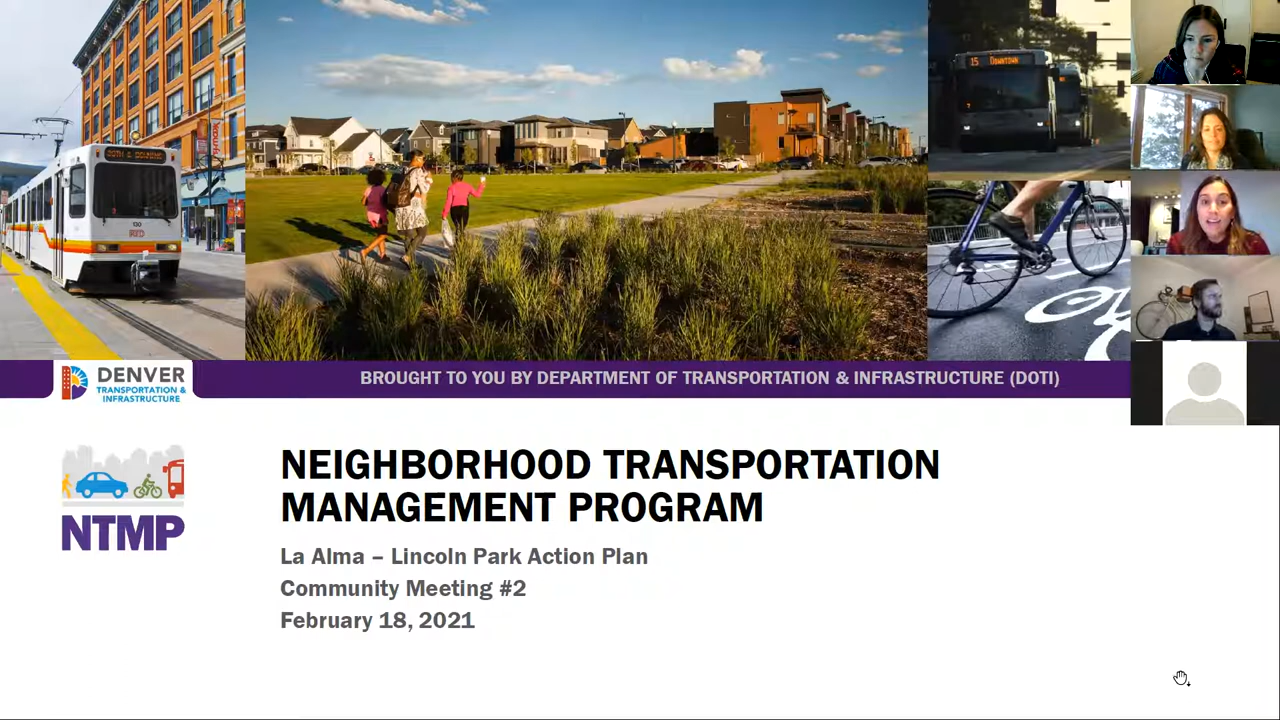 15 DOWNTOWN
BROUGHT TO YOU BY DEPARTMENT OF TRANSPORTATION & INFRASTRUCTURE (DOTI)
DENVER
TRANSPORTATION &
INFRASTRUCTURE
NTMP
NEIGHBORHOOD TRANSPORTATION
MANAGEMENT PROGRAM
La Alma – Lincoln Park Action Plan
Community Meeting #2
February 18, 2021